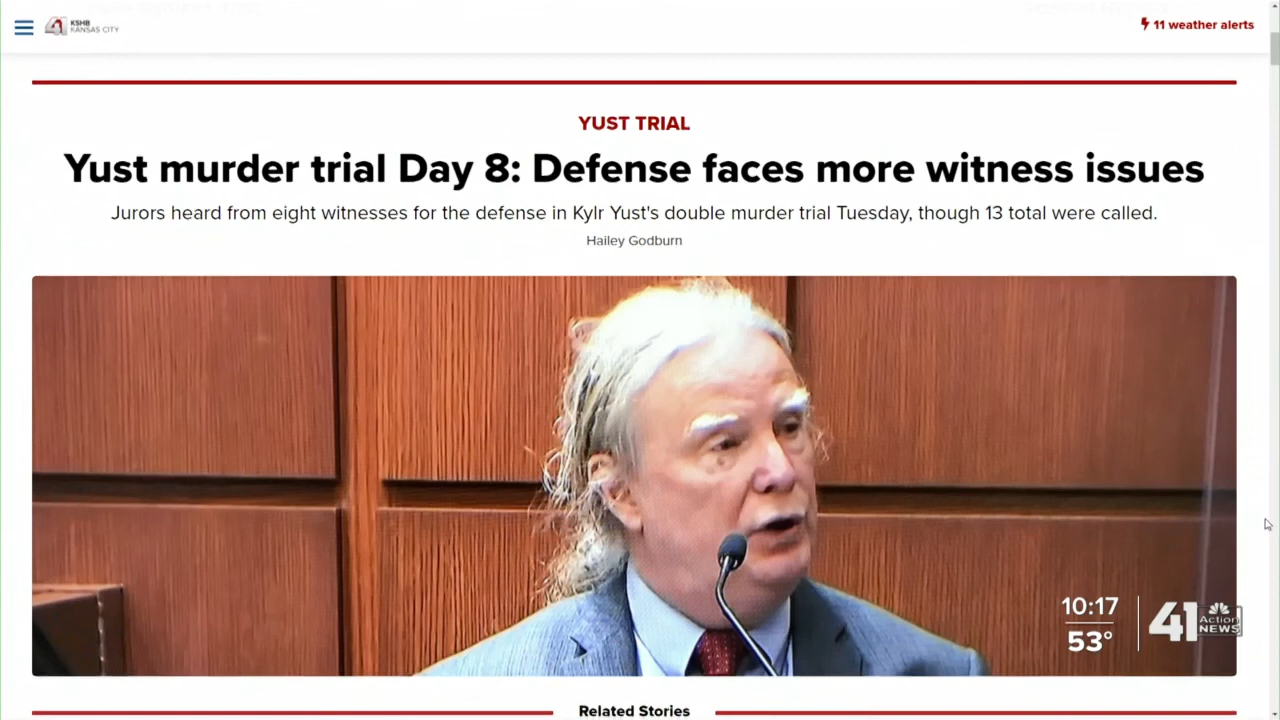 41
KSHB
KANSAS CITY
11 weather alerts
YUST TRIAL
Yust murder trial Day 8: Defense faces more witness issues
Jurors heard from eight witnesses for the defense in Kylr Yust's double murder trial Tuesday, though 13 total were called.
Hailey Godburn
10:17
53°
41 Action NEWS
Related Stories